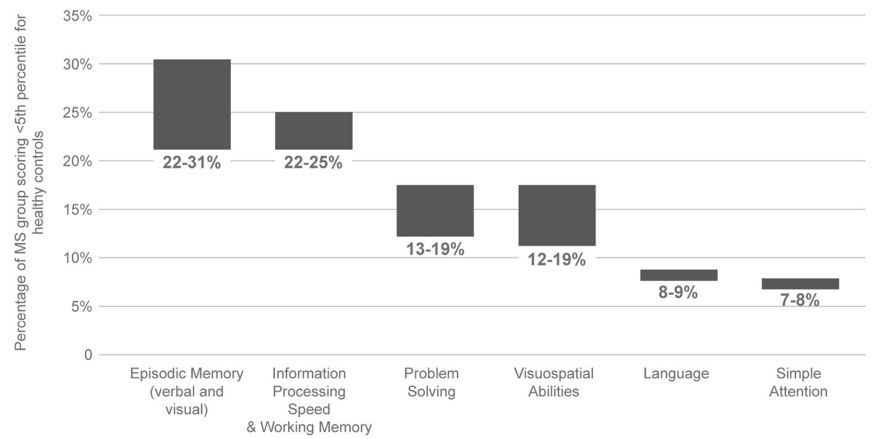 Percentage of MS group scoring <5th percentile for
healthy controls
35%
30%
25%
20%
15%
10%
5%
0
22-31%
22-25%
13-19%
12-19%
8-9%
7-8%
Episodic Memory
(verbal and
visual)
Information
Processing
Speed
& Working Memory
Problem
Solving
Visuospatial
Abilities
Language
Simple
Attention